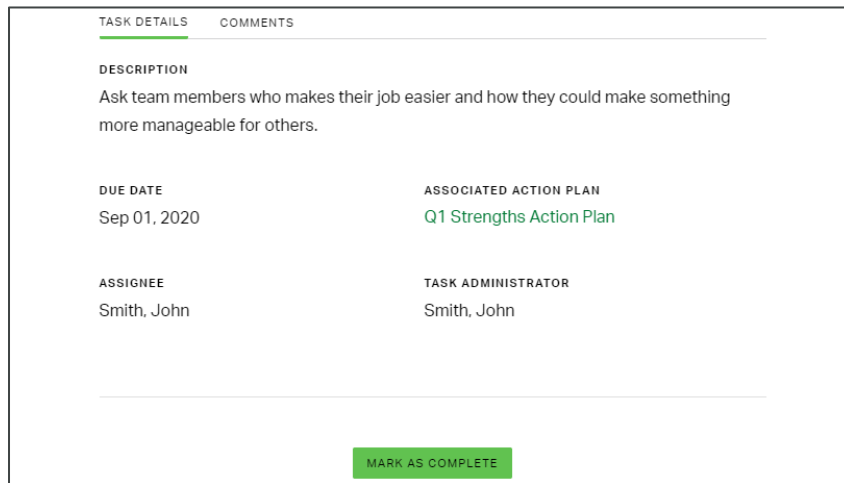 TASK DETAILS COMMENTS
DESCRIPTION
Ask team members who makes their job easier and how they could make something
more manageable for others.
DUE DATE ASSOCIATED ACTION PLAN
Sep 01, 2020 Q1 Strengths Action Plan
ASSIGNEE TASK ADMINISTRATOR
Smith, John Smith, John
MARK AS COMPLETE